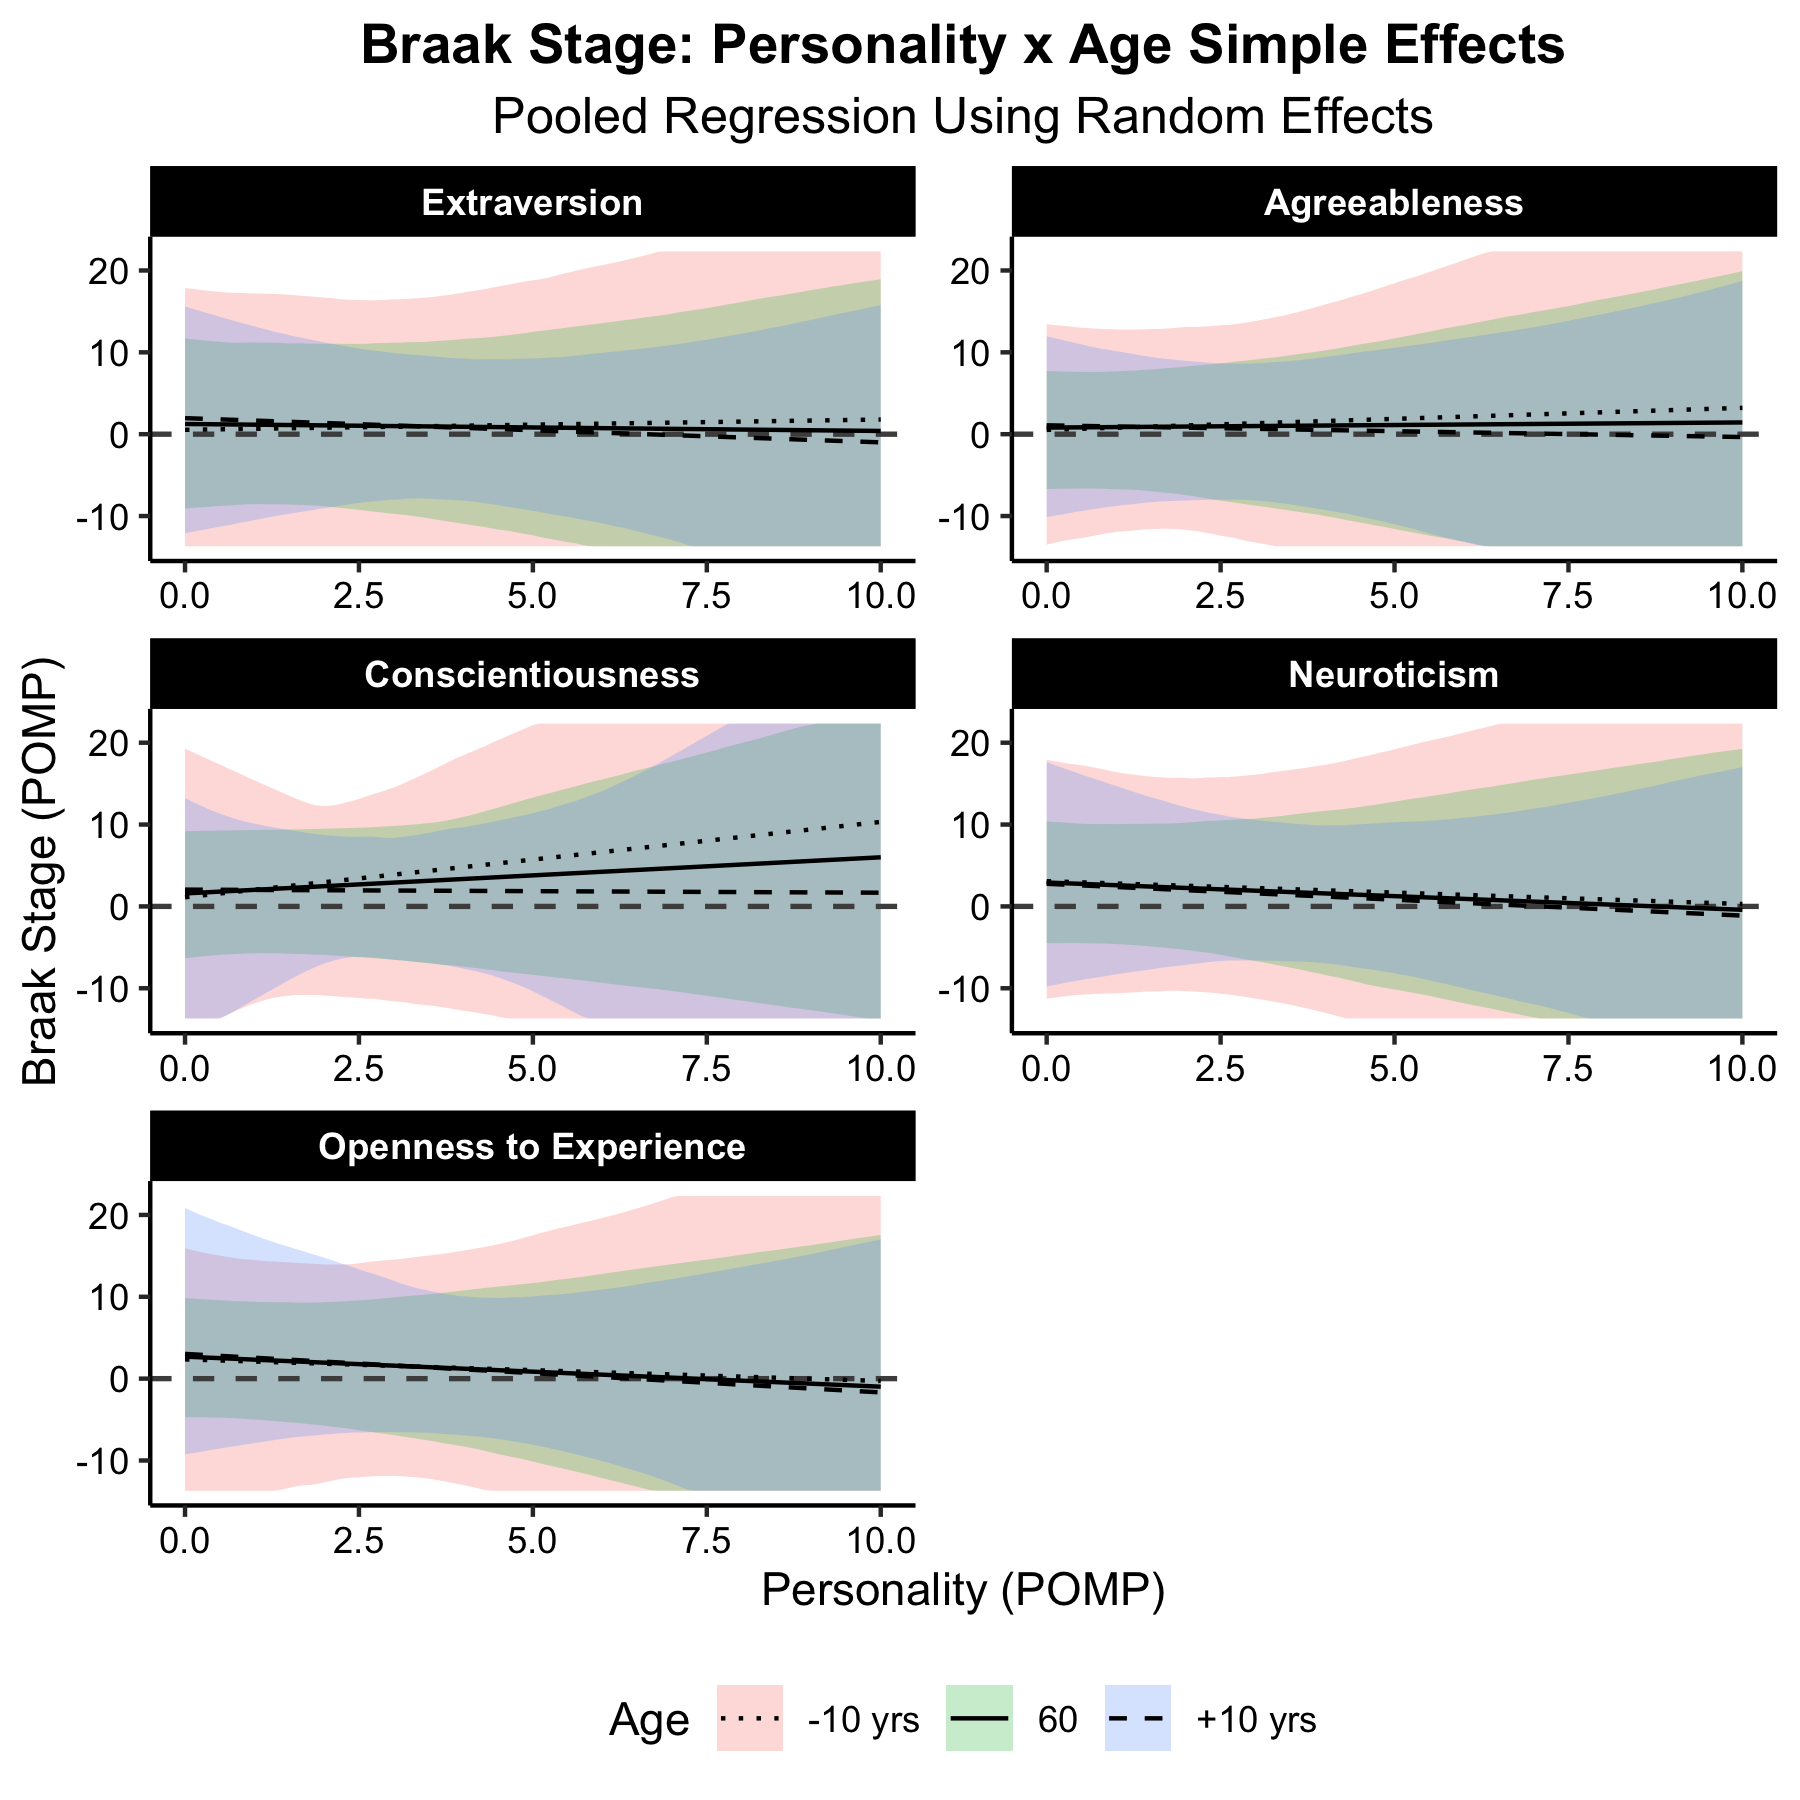 Braak Stage: Personality x Age Simple Effects
Pooled Regression Using Random Effects
Extraversion
Agreeableness
20
10
0
-10
0.0 2.5 5.0 7.5 10.0
20
10
0
-10
0.0 2.5 5.0 7.5 10.0
Conscientiousness
Neuroticism
20
10
0
-10
0.0 2.5 5.0 7.5 10.0
20
10
0
-10
0.0 2.5 5.0 7.5 10.0
Openness to Experience
20
10
0
-10
0.0 2.5 5.0 7.5 10.0
Braak Stage (POMP)
Personality (POMP)
Age -10 yrs 60 +10 yrs